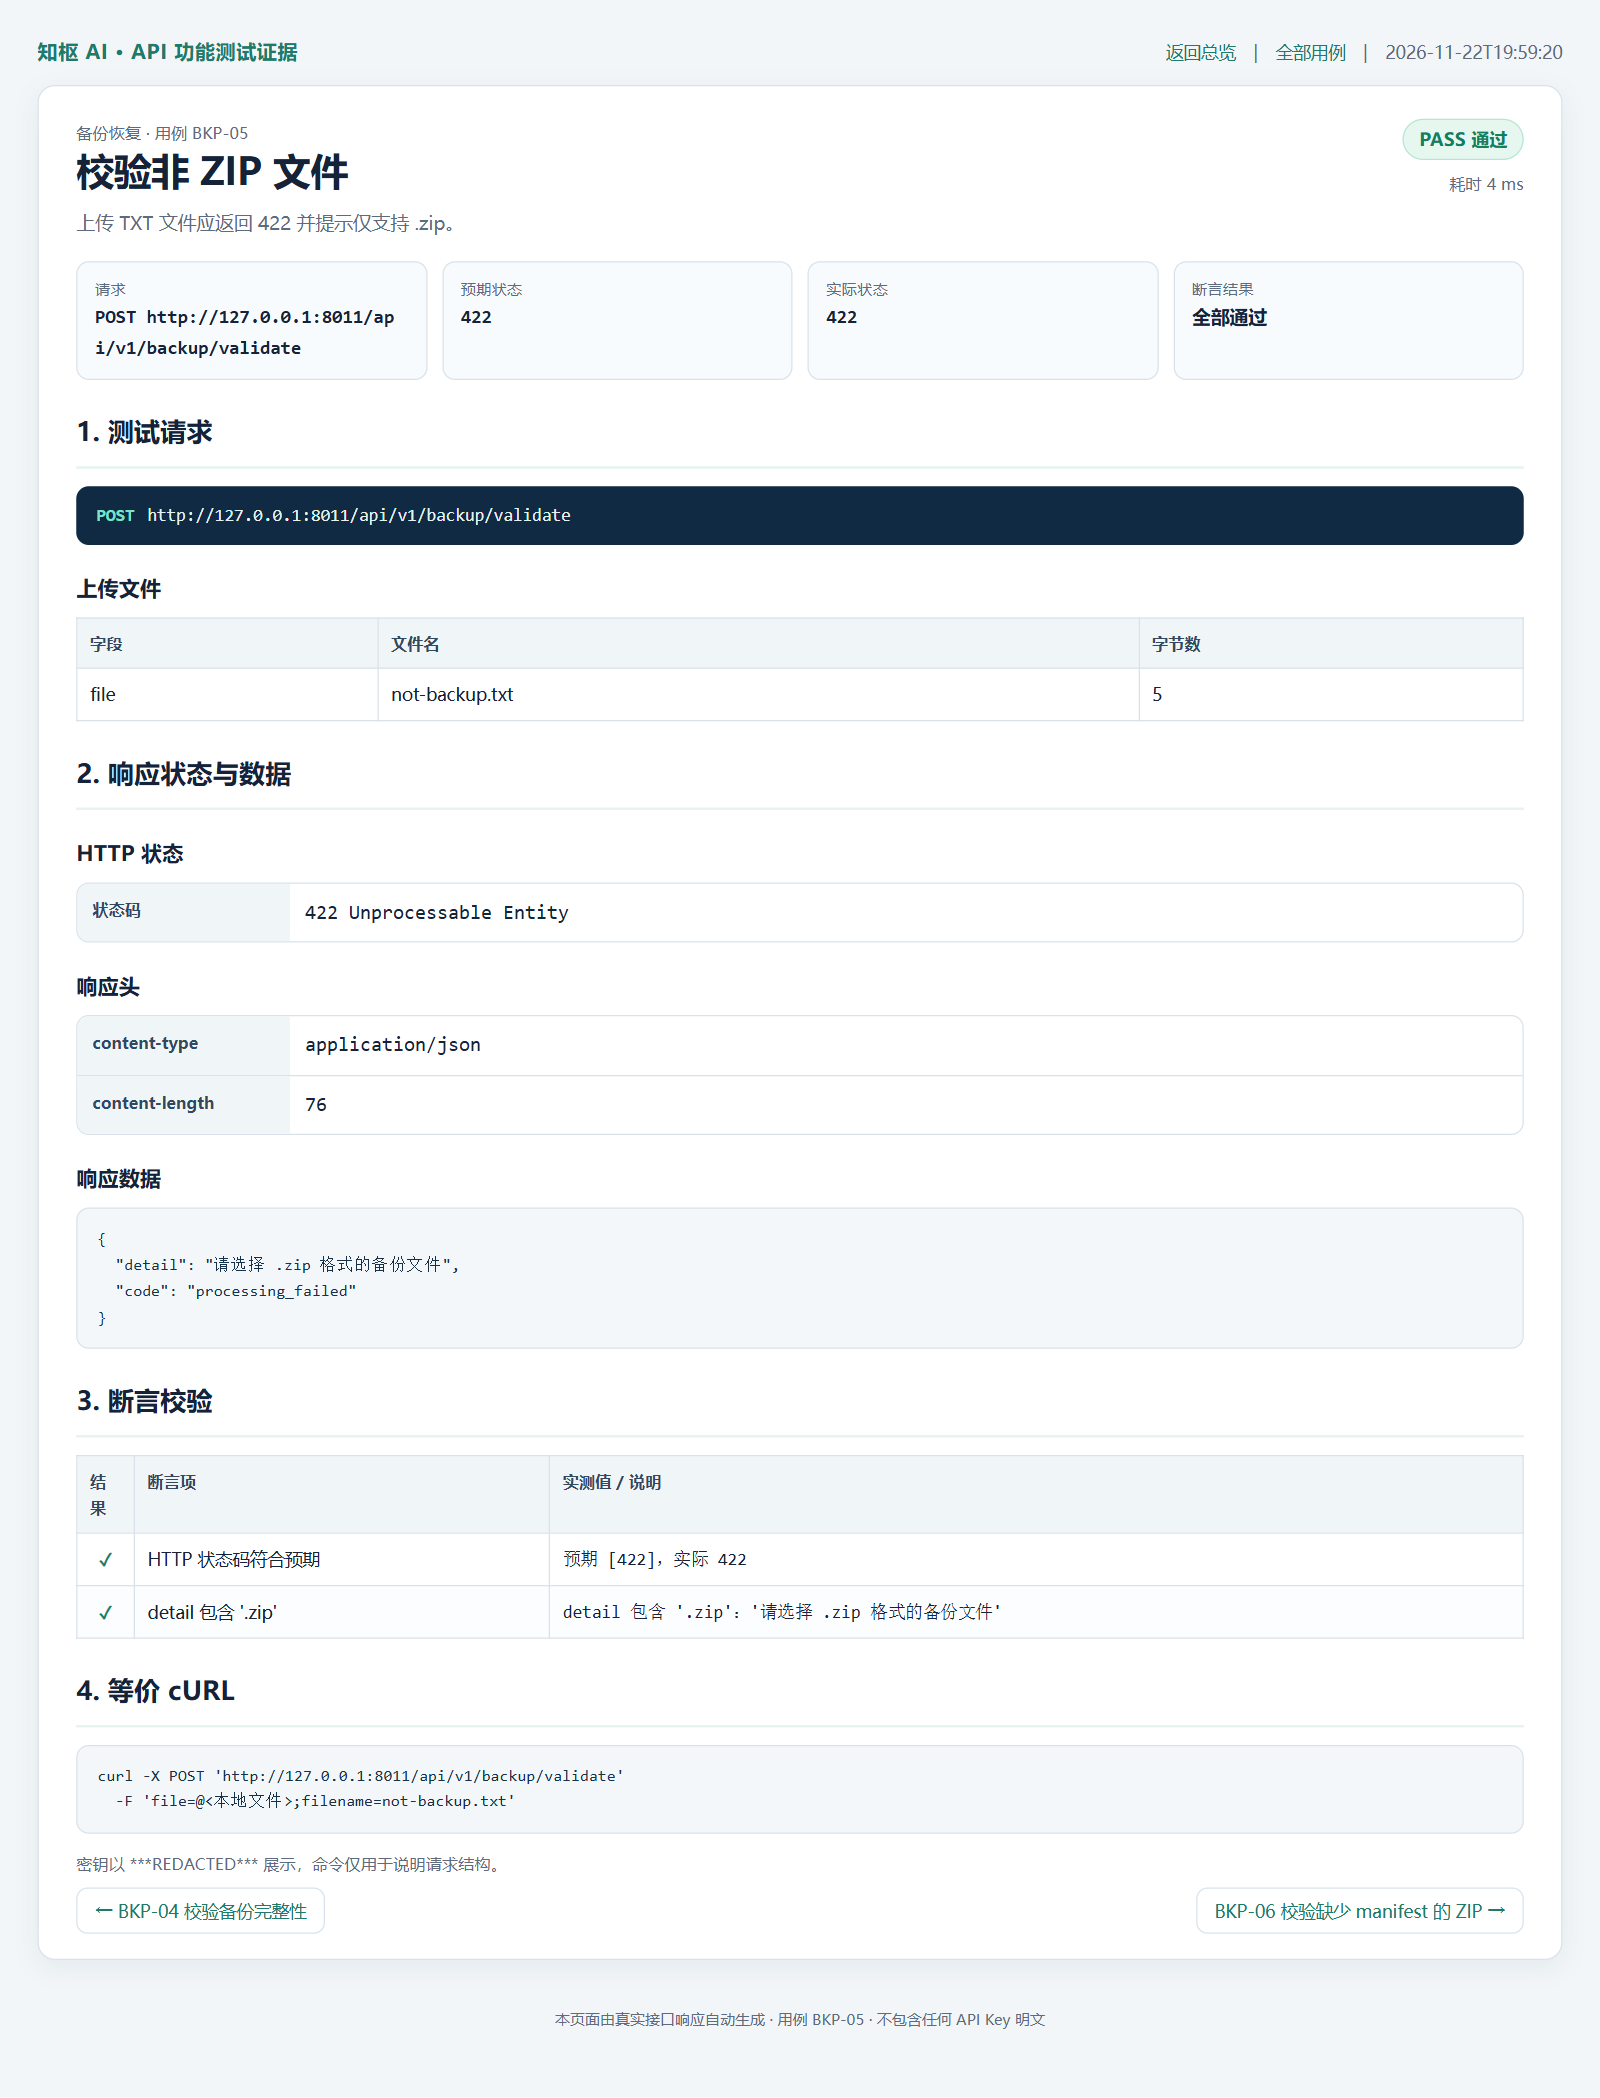 知枢 AI · API 功能测试证据
返回总览 | 全部用例 | 2026-11-22T19:59:20
备份恢复 · 用例 BKP-05
校验非 ZIP 文件
上传 TXT 文件应返回 422 并提示仅支持 .zip。
PASS 通过
耗时 4 ms
请求
POST http://127.0.0.1:8011/ap
i/v1/backup/validate
预期状态
422
实际状态
422
断言结果
全部通过
1. 测试请求
POST http://127.0.0.1:8011/api/v1/backup/validate
上传文件
字段 文件名 字节数
file not-backup.txt 5
2. 响应状态与数据
HTTP 状态
状态码 422 Unprocessable Entity
响应头
content-type application/json
content-length 76
响应数据
{
"detail": "请选择 .zip 格式的备份文件",
"code": "processing_failed"
}
3. 断言校验
结
果
断言项 实测值 / 说明
✓ HTTP 状态码符合预期 预期 [422]，实际 422
✓ detail 包含 '.zip' detail 包含 '.zip'：'请选择 .zip 格式的备份文件'
4. 等价 cURL
curl -X POST 'http://127.0.0.1:8011/api/v1/backup/validate'
-F 'file=@<本地文件>;filename=not-backup.txt'
密钥以 ***REDACTED*** 展示，命令仅用于说明请求结构。
← BKP-04 校验备份完整性
BKP-06 校验缺少 manifest 的 ZIP →
本页面由真实接口响应自动生成 · 用例 BKP-05 · 不包含任何 API Key 明文